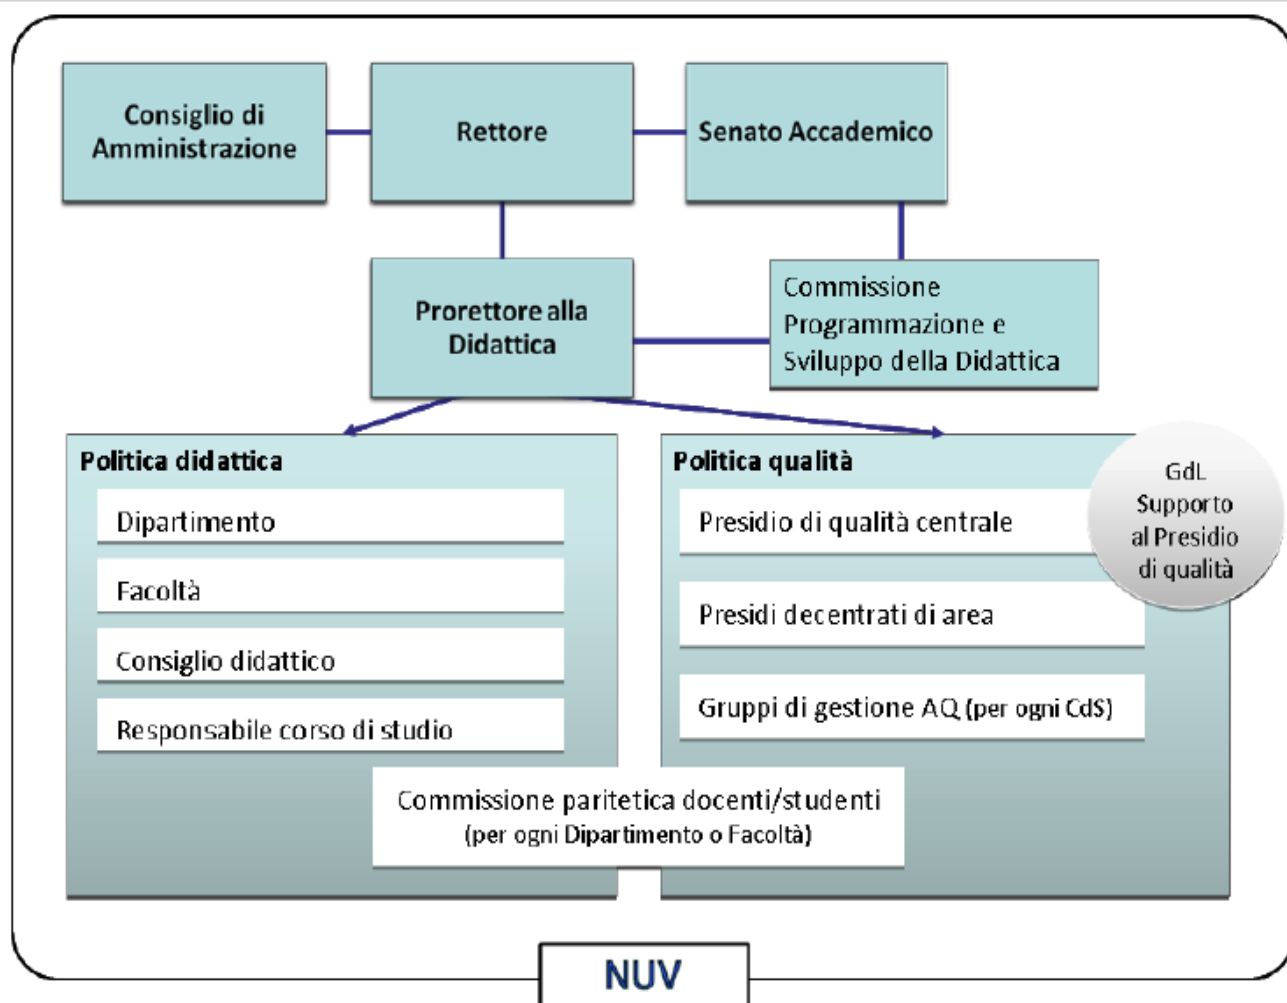 Consiglio di
Amministrazione
Rettore
Senato Accademico
Prorettore alla
Didattica
Commissione
Programmazione e
Sviluppo della Didattica
Politica didattica
Dipartimento
Facoltà
Consiglio didattico
Responsabile corso di studio
Politica qualità
Presidio di qualità centrale
Presidi decentrati di area
Gruppi di gestione AQ (per ogni CdS)
GdL
Supporto
al Presidio
di qualità
Commissione paritetica docenti/studenti
(per ogni Dipartimento o Facoltà)
NUV